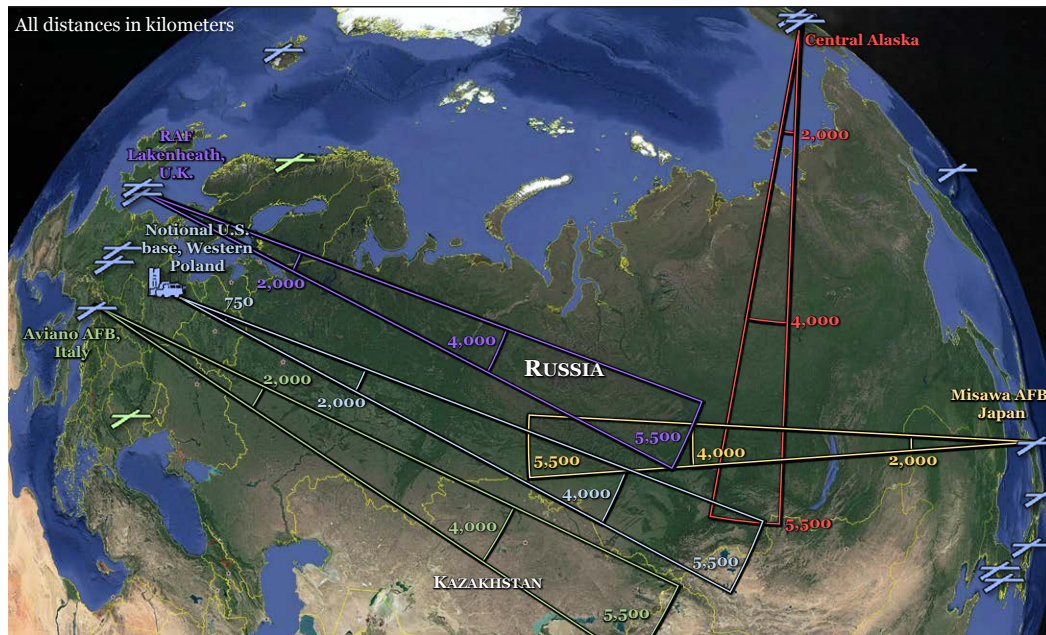 All distances in kilometers
Central Alaska
RAF
Lakenheath,
U.K.
2,000
Notional U.S.
base, Western
Poland
2,000
750
Aviano AFB,
Italy
4,000
4,000
RUSSIA
2,000
2,000
Misawa AFB
Japan
5,500
5,500
4,000
2,000
4,000
5,500
4,000
5,500
KAZAKHSTAN
5,500